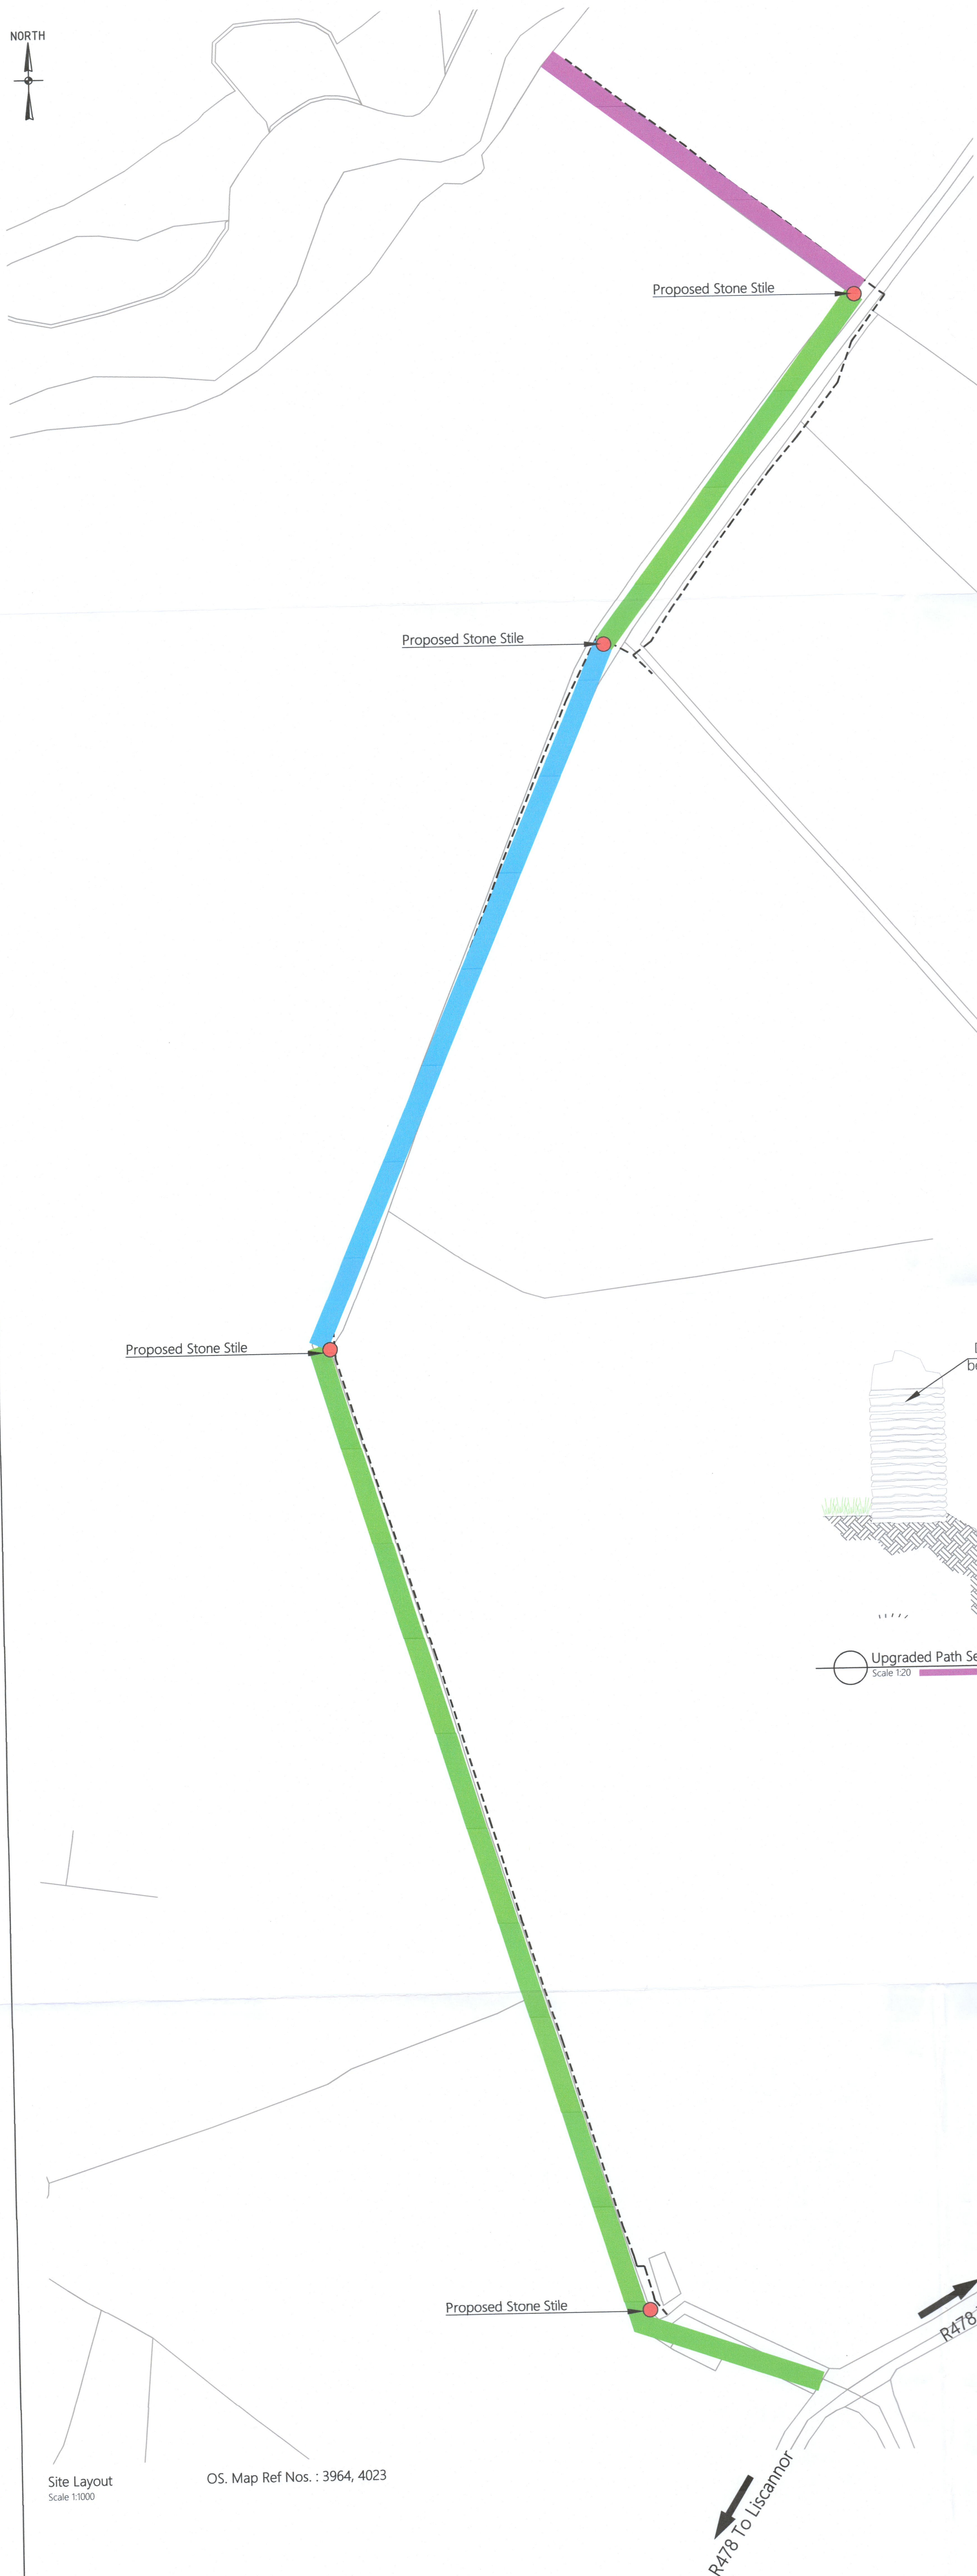 NORTH
Proposed Stone Stile
Proposed Stone Stile
Proposed Stone Stile
Upgraded Path Se
Scale 1:20
Proposed Stone Stile
R478
R478 To Liscannor
Site Layout
Scale 1:1000
OS. Map Ref Nos. : 3964, 4023